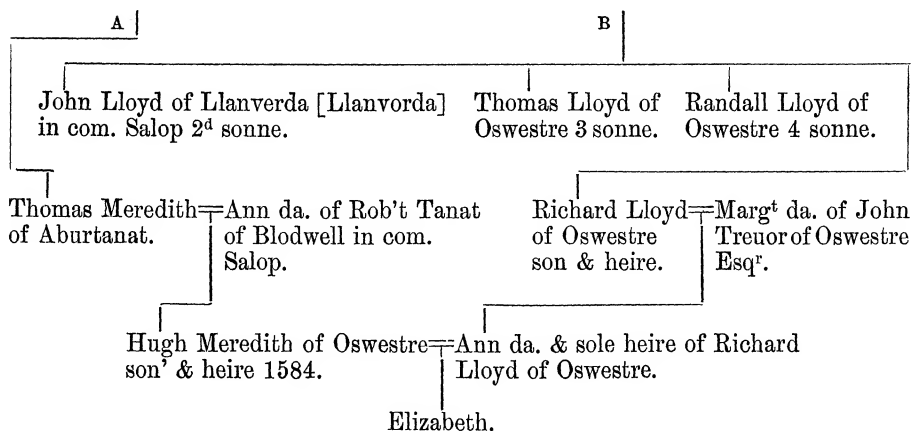 A
B
John Lloyd of Llanverda [Llanvorda]
in com. Salop 2ᵈ sonne.
Thomas Lloyd of
Oswestre 3 sonne.
Randall Lloyd of
Oswestre 4 sonne.
Thomas Meredith
of Aburtanat.
Ann da. of Rob't Tanat
of Blodwell in com.
Salop.
Richard Lloyd
of Oswestre
son & heire.
Margᵗ da. of John
Treuor of Oswestre
Esqʳ.
Hugh Meredith of Oswestre
son' & heire 1584.
Ann da. & sole heire of Richard
Lloyd of Oswestre.
Elizabeth.